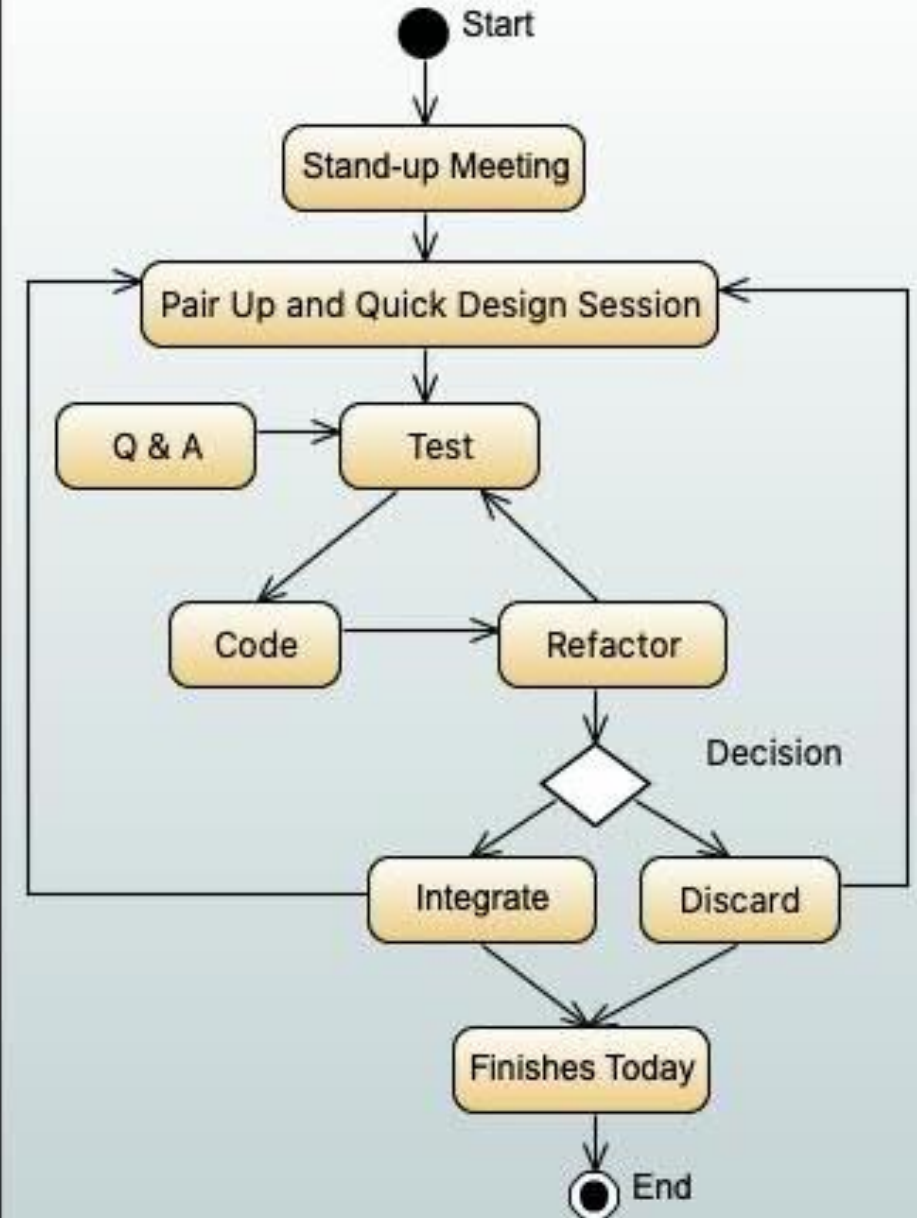 Start
Stand-up Meeting
Pair Up and Quick Design Session
Q & A
Test
Code
Refactor
Decision
Integrate
Discard
Finishes Today
End